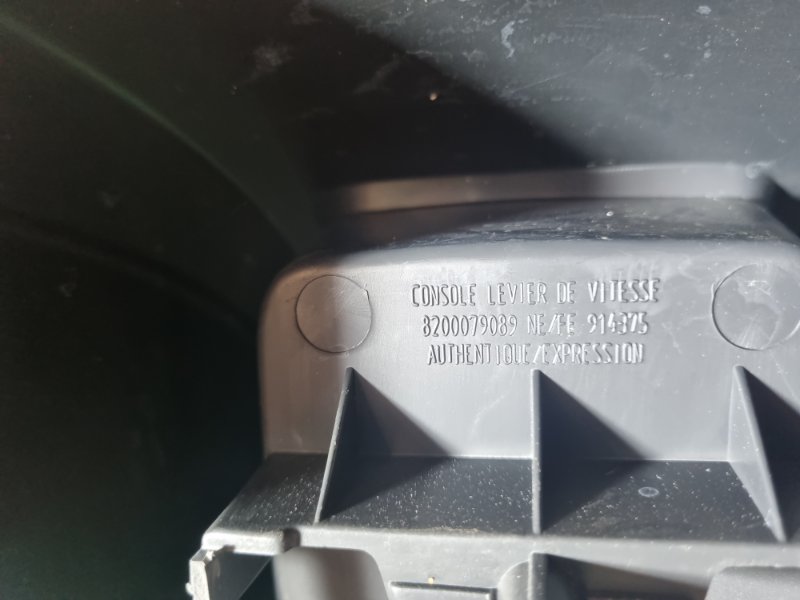 CONSOLE LEVIER DE VITESSE
8200079089 NE/FE 914375
AUTHENTIQUE/EXPRESSION